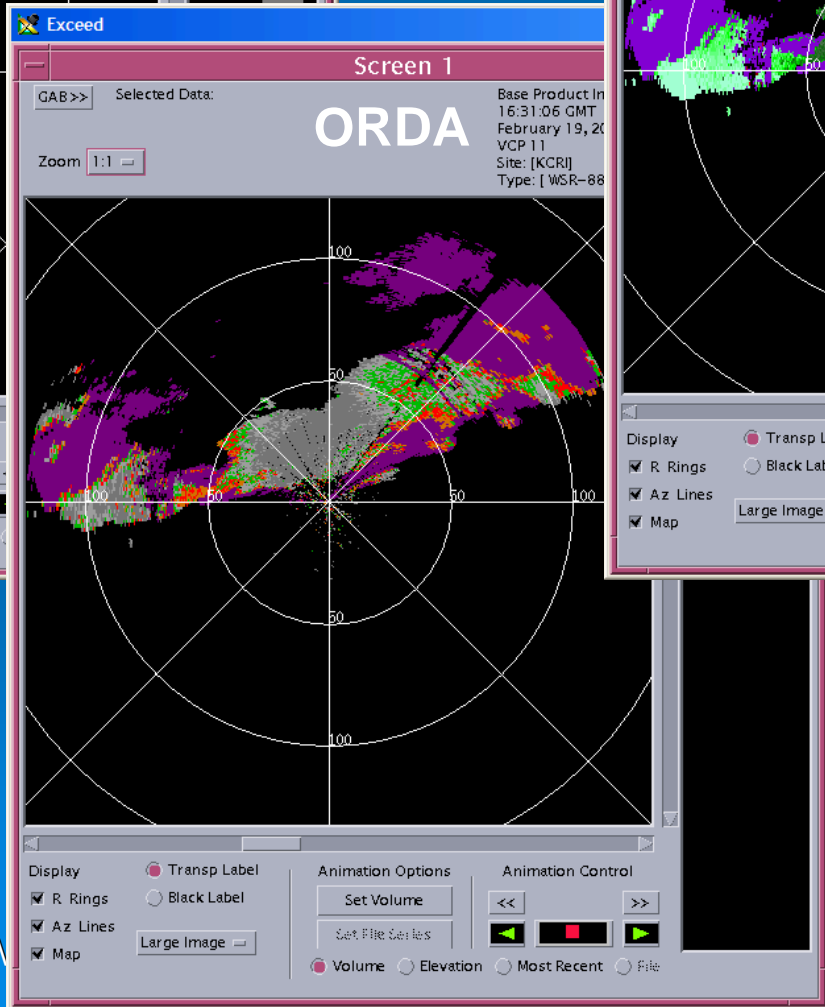 Exceed
Screen 1
GAB>>
Selected Data:
ORDA
Base Product In
16:31:06 GMT
February 19, 20
VCP 11
Site: [KCRI]
Type: [ WSR-88
Zoom 1:1
100
50
100
50
50
100
50
100
Display
R Rings
Az Lines
Map
Transp Label
Black Label
Large Image
Animation Options
Set Volume
Set File Series
Animation Control
<<
>>
Volume
Elevation
Most Recent
File
100
50
Display
R Rings
Az Lines
Map
Transp L
Black Lab
Large Image